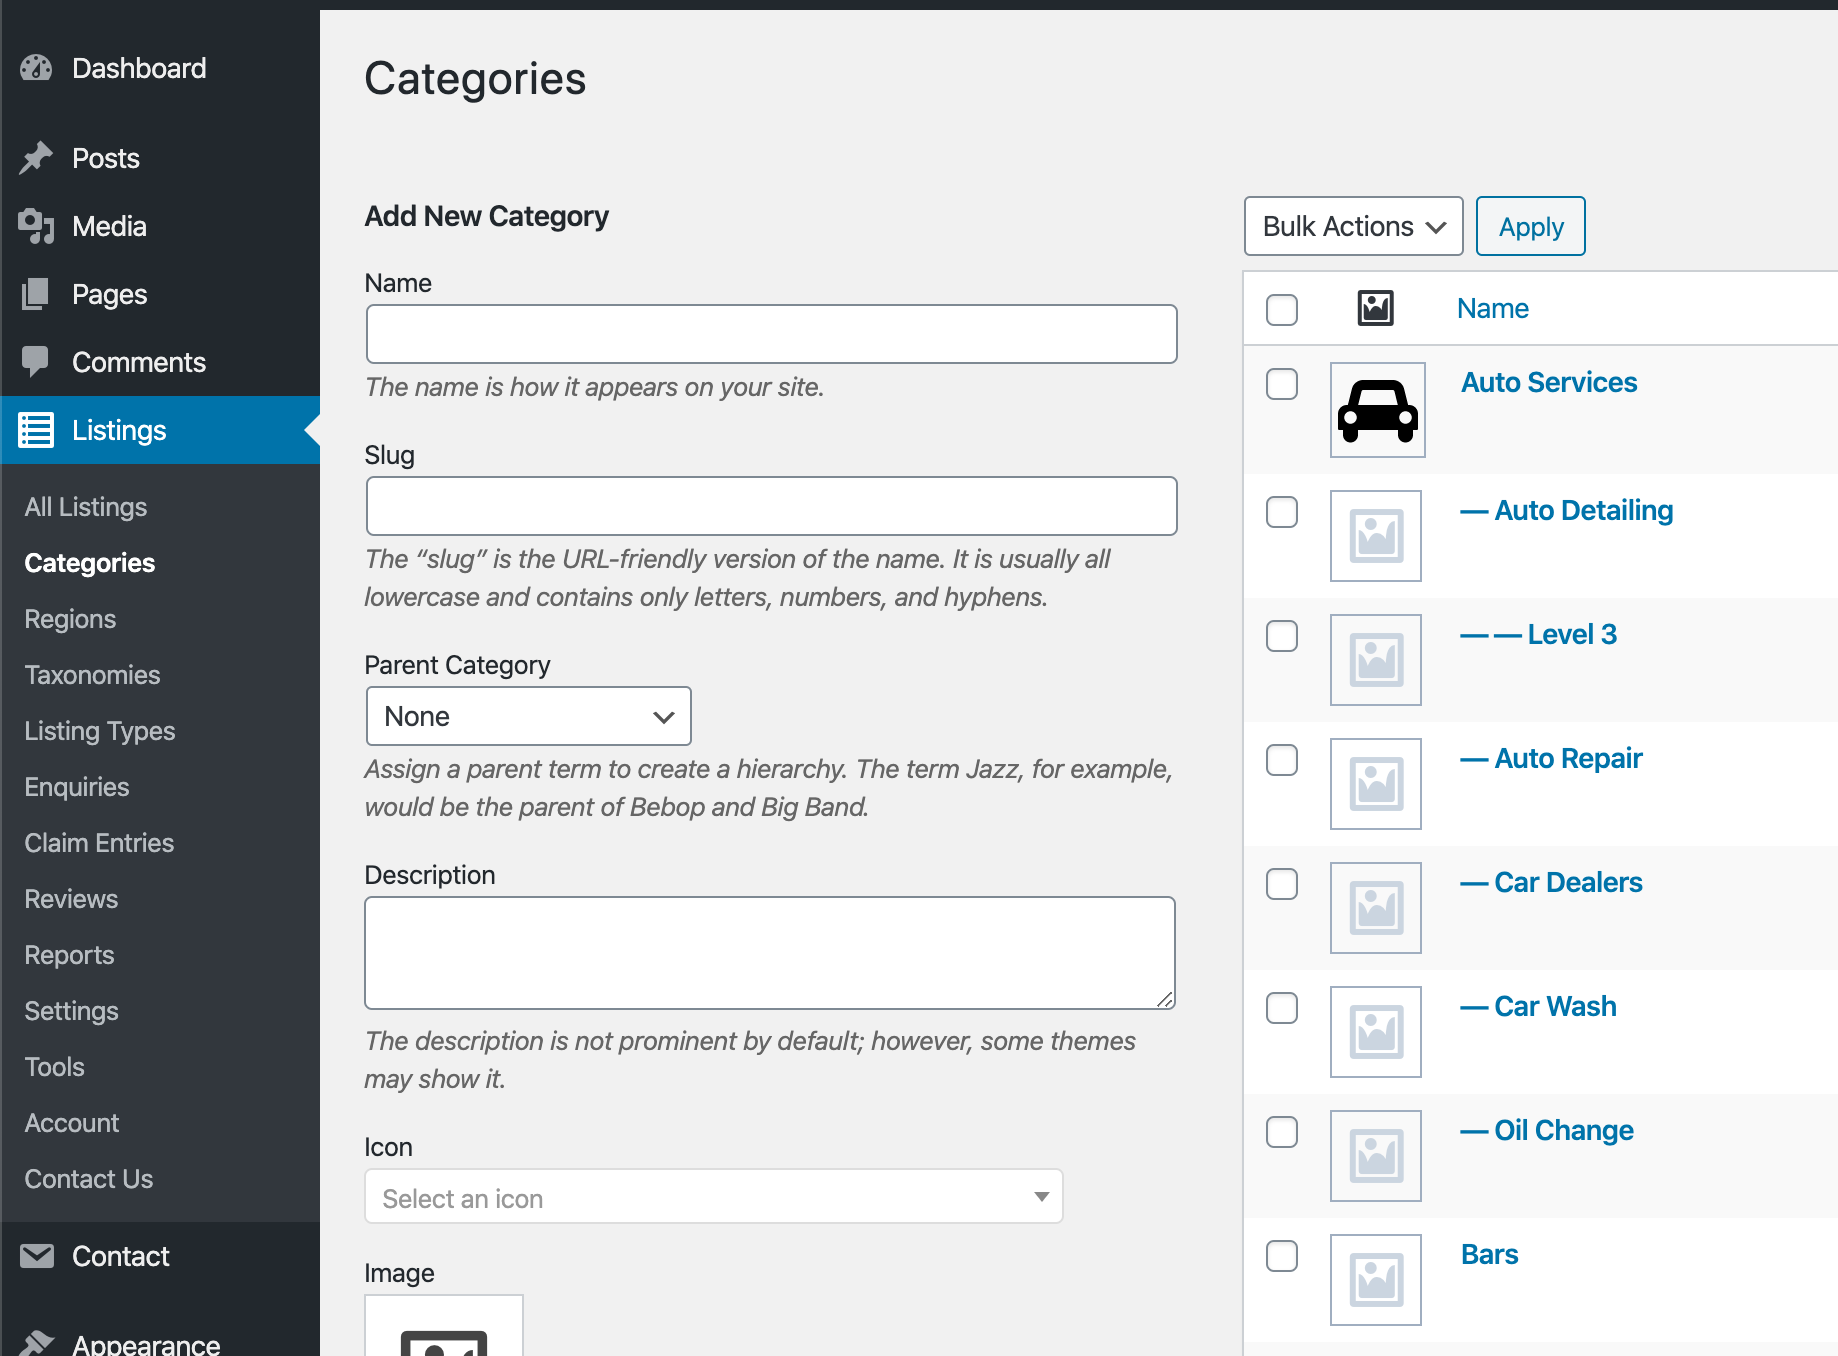 Dashboard
Posts
Media
Pages
Comments
Listings
All Listings
Categories
Regions
Taxonomies
Listing Types
Enquiries
Claim Entries
Reviews
Reports
Settings
Tools
Account
Contact Us
Contact
Appearance
Categories
Add New Category
Name
The name is how it appears on your site.
Slug
The “slug” is the URL-friendly version of the name. It is usually all
lowercase and contains only letters, numbers, and hyphens.
Parent Category
None
Assign a parent term to create a hierarchy. The term Jazz, for example,
would be the parent of Bebop and Big Band.
Description
The description is not prominent by default; however, some themes
may show it.
Icon
Select an icon
Image
Bulk Actions
Apply
Name
Auto Services
— Auto Detailing
— — Level 3
— Auto Repair
— Car Dealers
— Car Wash
— Oil Change
Bars